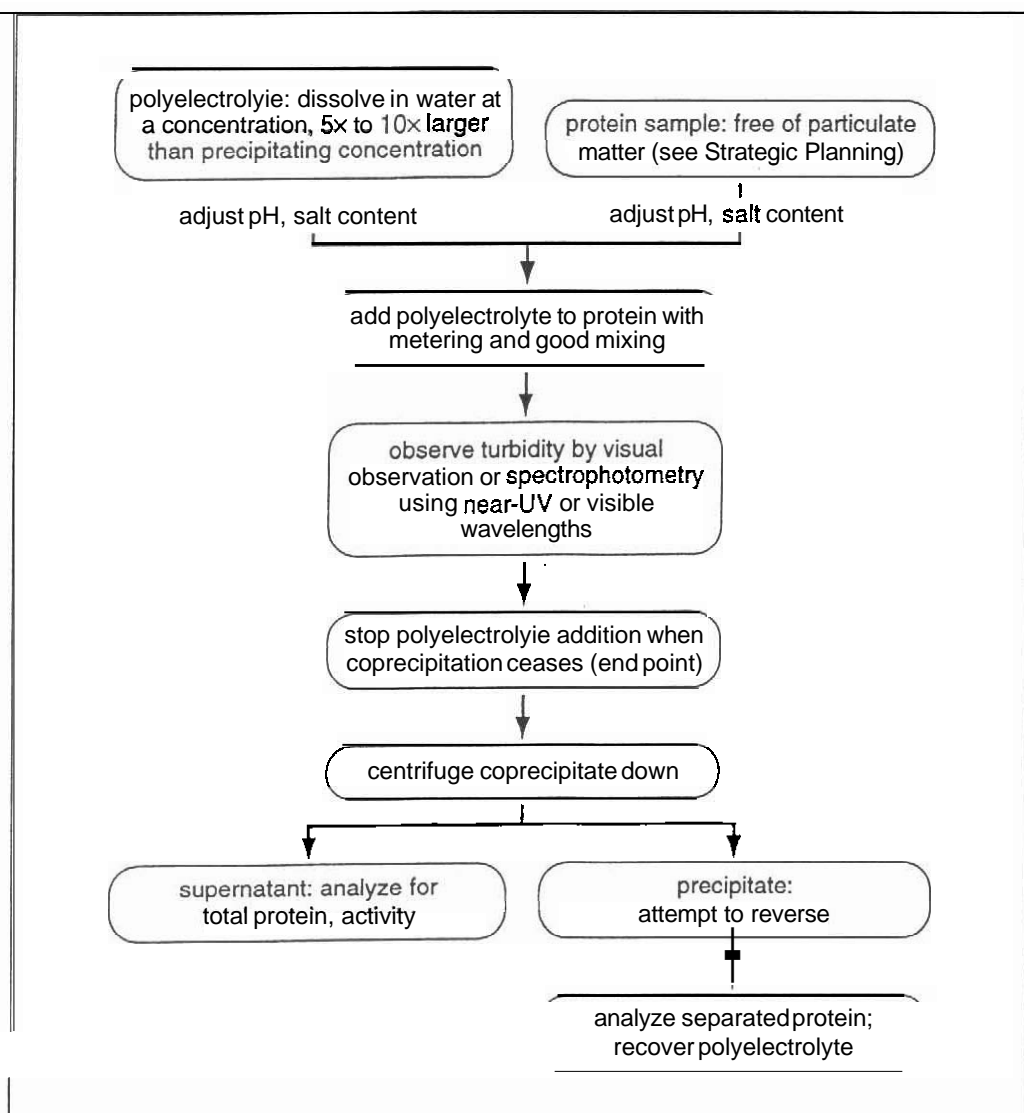 polyelectrolyie: dissolve in water at
a concentration, 5x to 10x larger
than precipitating concentration
protein sample: free of particulate
matter (see Strategic Planning)
adjust pH, salt content
adjust pH, salt content
add polyelectrolyte to protein with
metering and good mixing
observe turbidity by visual
observation or spectrophotometry
using near-UV or visible
wavelengths
stop polyelectrolyie addition when
coprecipitation ceases (end point)
centrifuge coprecipitate down
supernatant: analyze for
total protein, activity
precipitate:
attempt to reverse
analyze separated protein;
recover polyelectrolyte